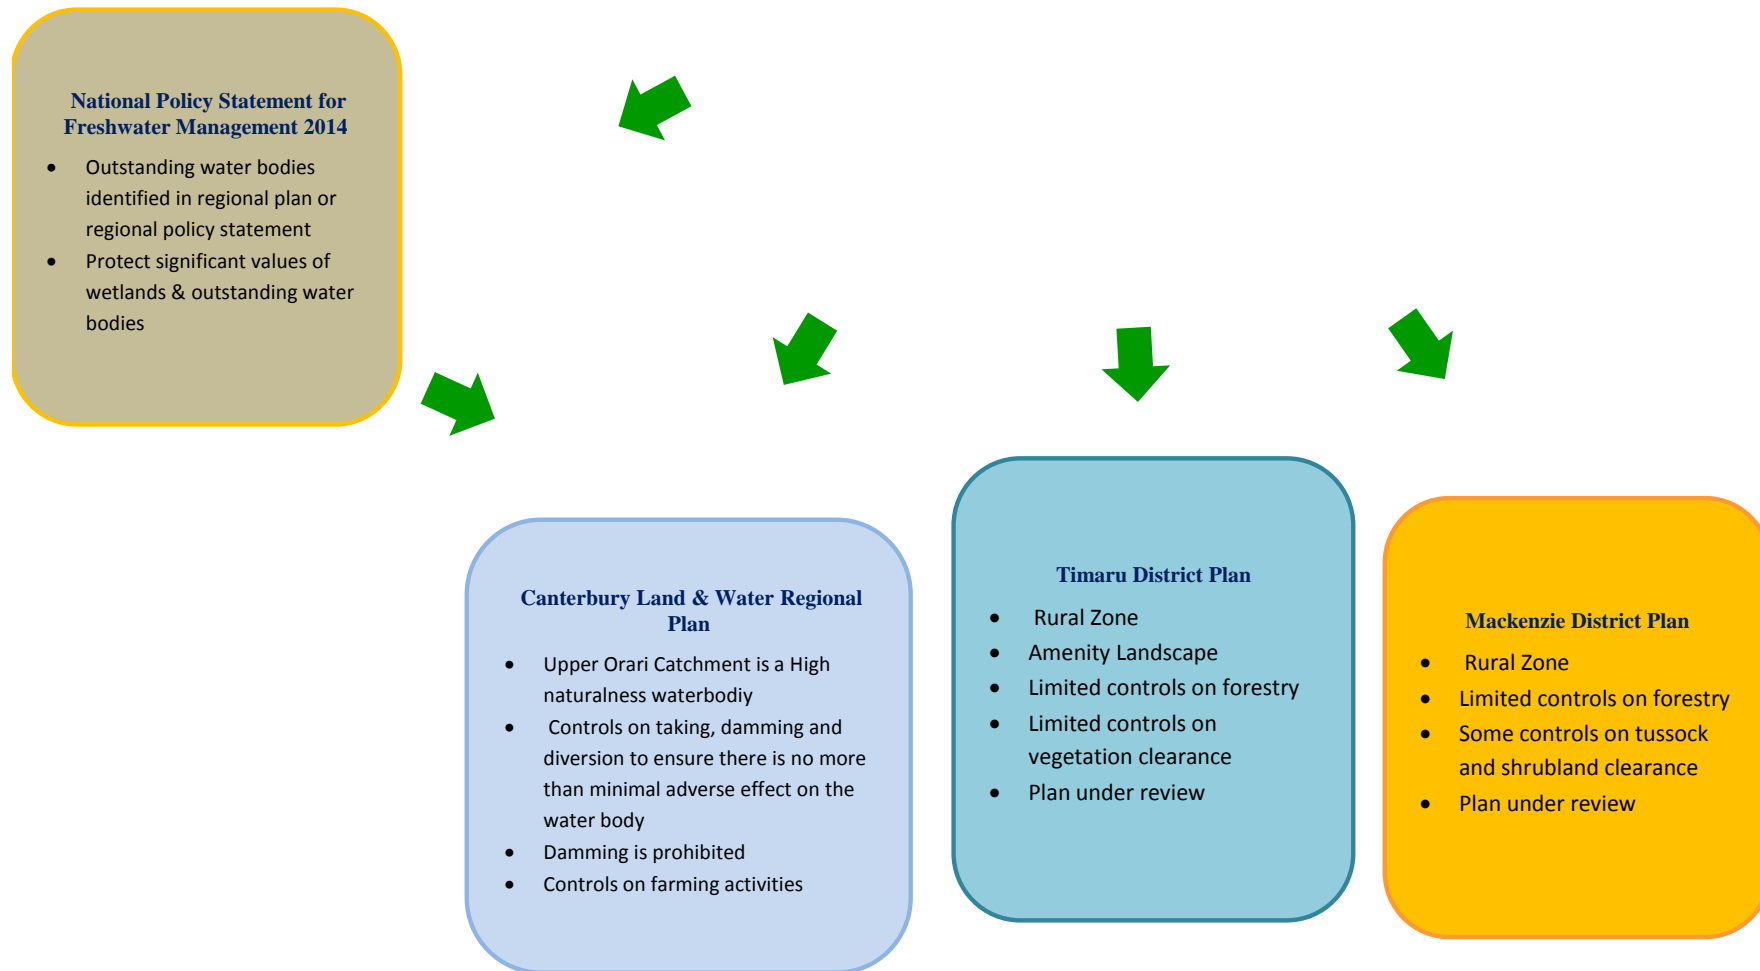 National Policy Statement for
Freshwater Management 2014
• Outstanding water bodies
identified in regional plan or
regional policy statement
• Protect significant values of
wetlands & outstanding water
bodies
Canterbury Land & Water Regional
Plan
• Upper Orari Catchment is a High
naturalness waterbodiy
• Controls on taking, damming and
diversion to ensure there is no more
than minimal adverse effect on the
water body
• Damming is prohibited
• Controls on farming activities
Timaru District Plan
• Rural Zone
• Amenity Landscape
• Limited controls on forestry
• Limited controls on
vegetation clearance
• Plan under review
Mackenzie District Plan
• Rural Zone
• Limited controls on forestry
• Some controls on tussock
and shrubland clearance
• Plan under review